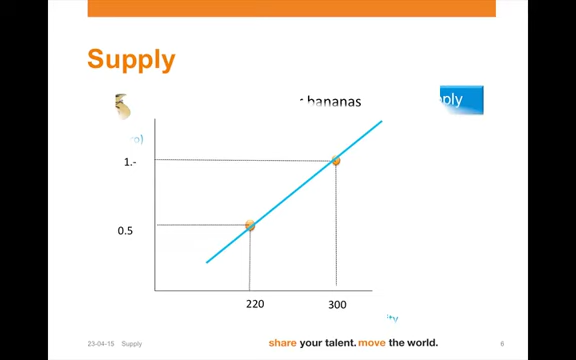 Supply
bananas
1.-
0.5
220
300
23-04-15 Supply
share your talent. move the world.
6